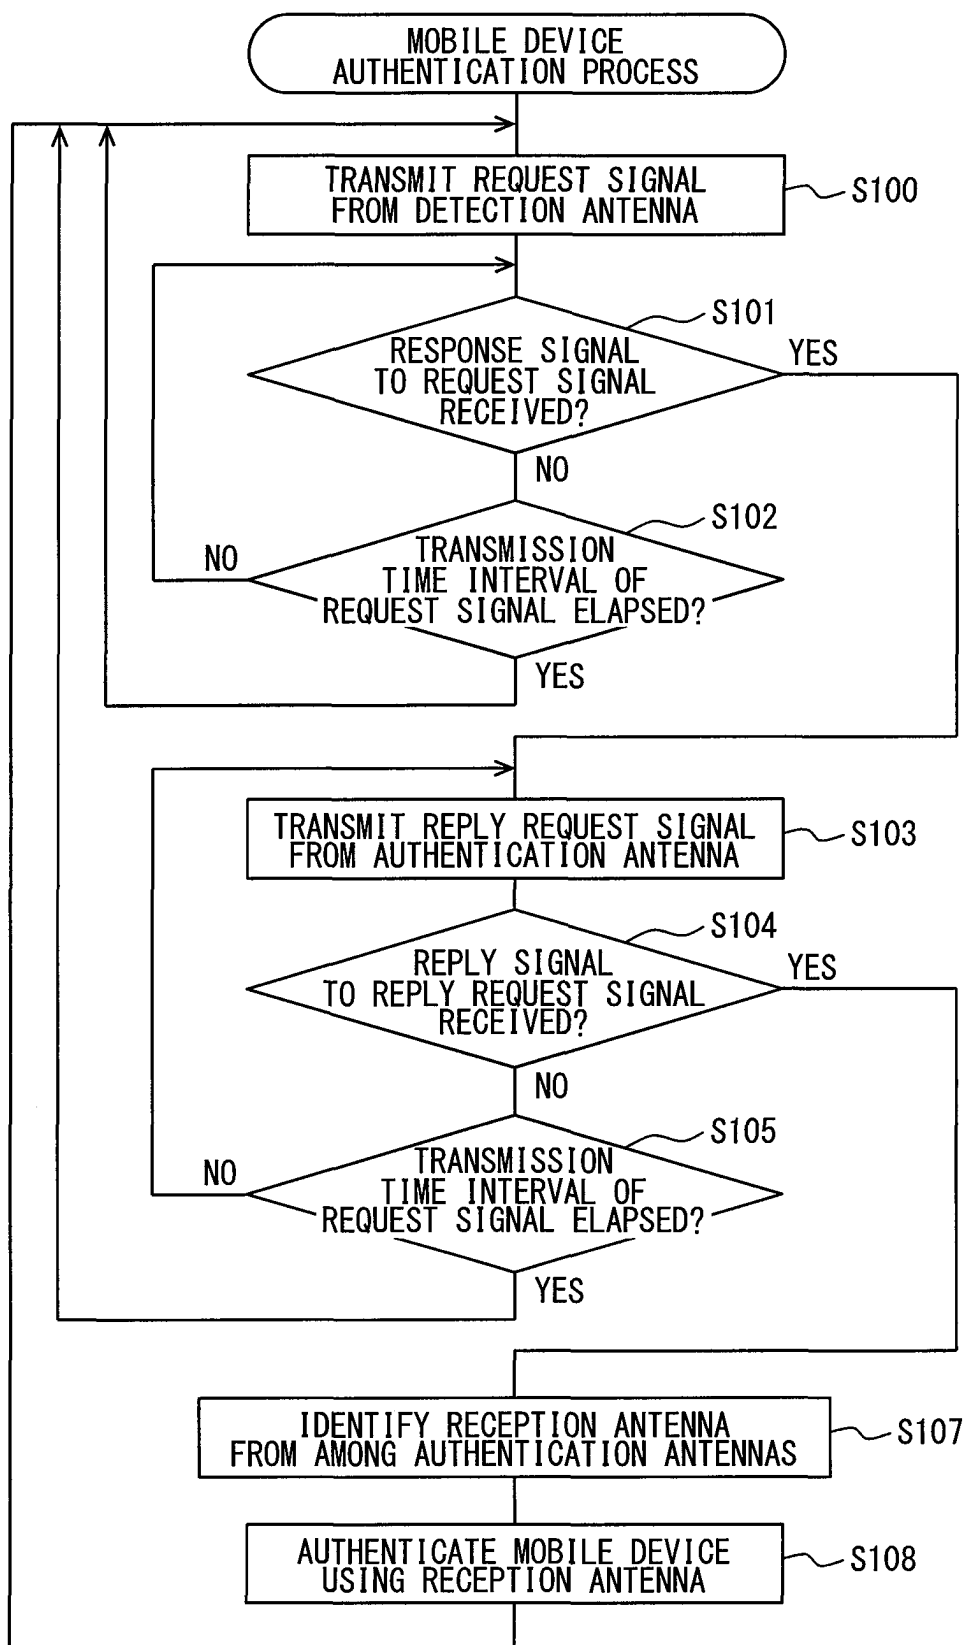 MOBILE DEVICE
AUTHENTICATION PROCESS
TRANSMIT REQUEST SIGNAL
FROM DETECTION ANTENNA
S100
S101
RESPONSE SIGNAL
TO REQUEST SIGNAL
RECEIVED?
YES
NO
S102
TRANSMISSION
TIME INTERVAL OF
REQUEST SIGNAL ELAPSED?
NO
YES
TRANSMIT REPLY REQUEST SIGNAL
FROM AUTHENTICATION ANTENNA
S103
S104
REPLY SIGNAL
TO REPLY REQUEST SIGNAL
RECEIVED?
YES
NO
S105
TRANSMISSION
TIME INTERVAL OF
REQUEST SIGNAL ELAPSED?
NO
YES
IDENTIFY RECEPTION ANTENNA
FROM AMONG AUTHENTICATION ANTENNAS
S107
AUTHENTICATE MOBILE DEVICE
USING RECEPTION ANTENNA
S108